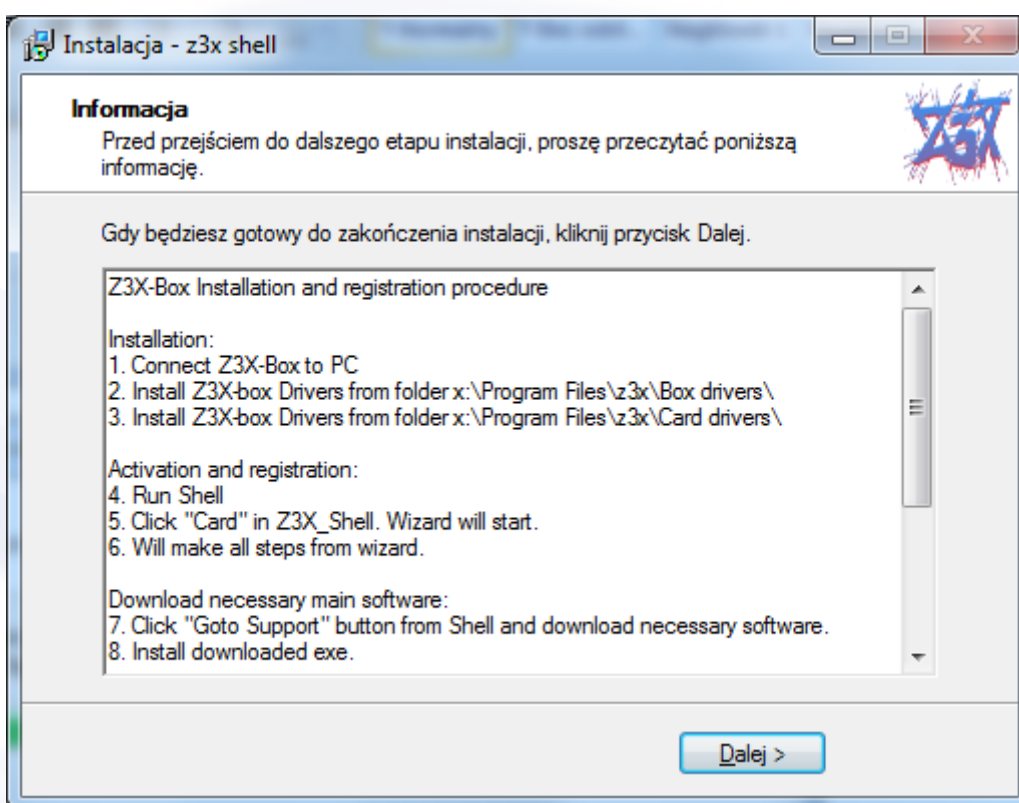 Instalacja - z3x shell
Informacja
Przed przejściem do dalszego etapu instalacji, proszę przeczytać poniższą
informację.
Z3X
Gdy będziesz gotowy do zakończenia instalacji, kliknij przycisk Dalej.
Z3X-Box Installation and registration procedure
Installation:
1. Connect Z3X-Box to PC
2. Install Z3X-box Drivers from folder x:\Program Files\z3x\Box drivers\
3. Install Z3X-box Drivers from folder x:\Program Files\z3x\Card drivers\
Activation and registration:
4. Run Shell
5. Click "Card" in Z3X_Shell. Wizard will start.
6. Will make all steps from wizard.
Download necessary main software:
7. Click "Goto Support" button from Shell and download necessary software.
8. Install downloaded exe.
Dalej >